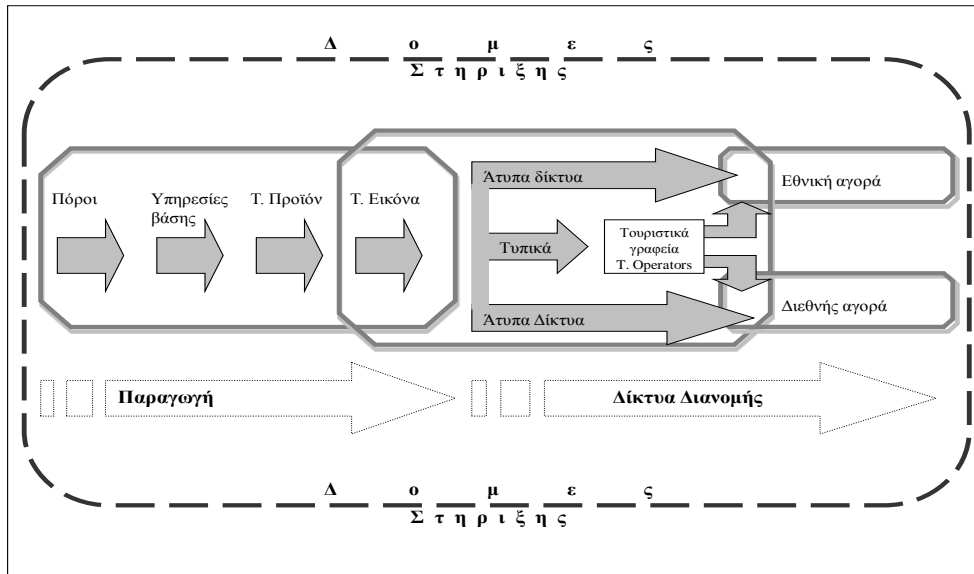 Δ ο μ ε ς
Σ τ η ρ ι ξ η ς
Πόροι
Υπηρεσίες
βάσης
Τ. Προϊόν
Τ. Εικόνα
Άτυπα δίκτυα
Τυπικά
Άτυπα Δίκτυα
Τουριστικά
γραφεία
Τ. Operators
Εθνική αγορά
Διεθνής αγορά
Παραγωγή
Δίκτυα Διανομής
Δ ο μ ε ς
Σ τ η ρ ι ξ η ς